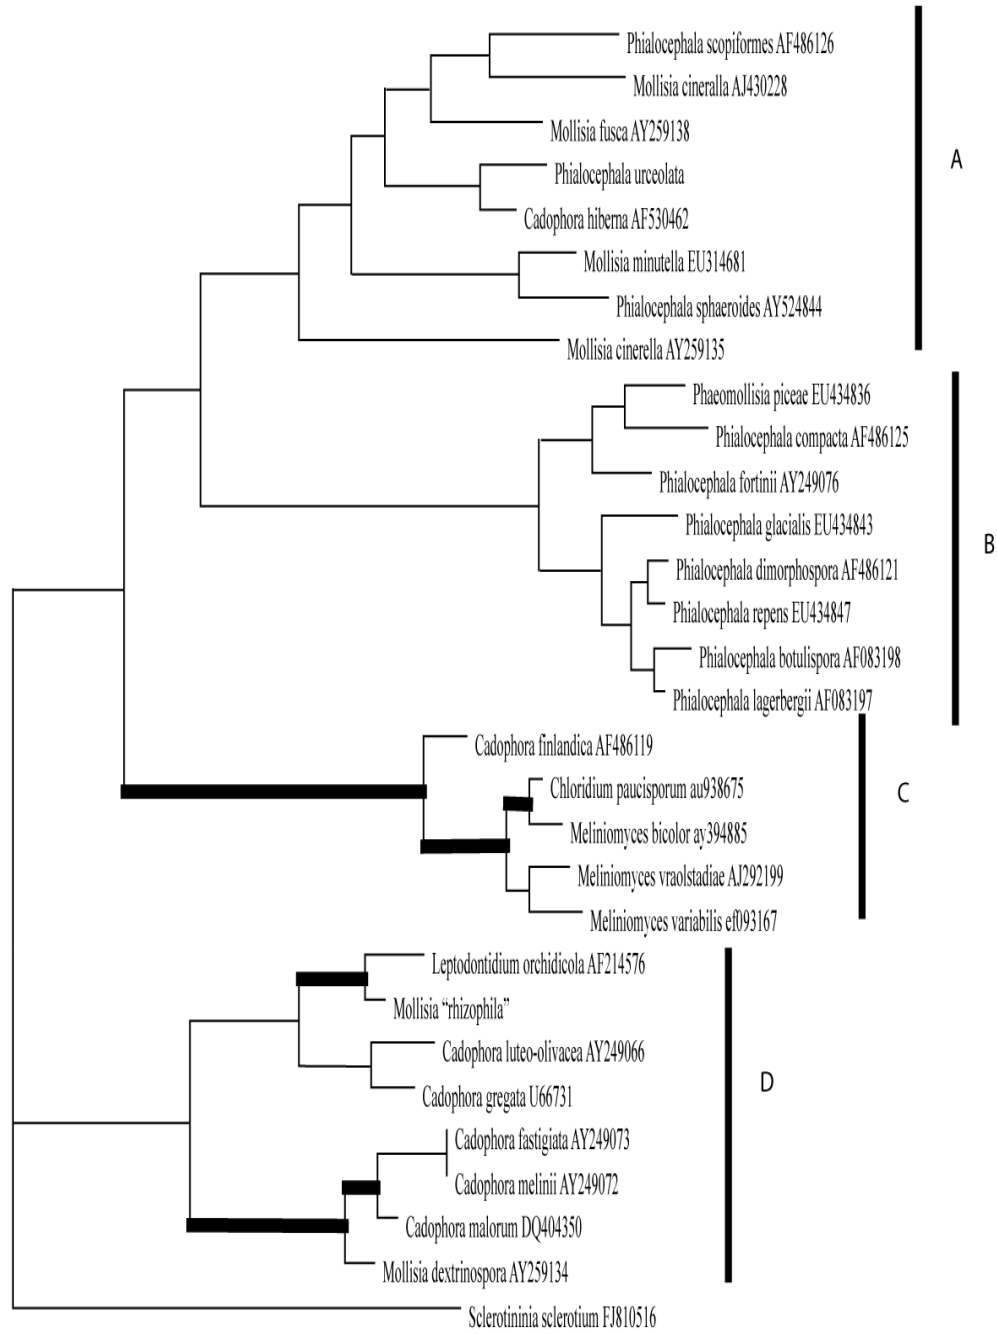 Phialocephala scopiformes AF486126
Mollisia cineralla AJ430228
Mollisia fusca AY259138
A
Phialocephala urceolata
Cadophora hiberna AF530462
Mollisia minutella EU314681
Phialocephala sphaeroides AY524844
Mollisia cinerella AY259135
Phaeomollisia piceae EU434836
Phialocephala compacta AF486125
Phialocephala fortinii AY249076
Phialocephala glacialis EU434843
B
Phialocephala dimorphospora AF486121
Phialocephala repens EU434847
Phialocephala botulispora AF083198
Phialocephala lagerbergii AF083197
Cadophora finlandica AF486119
Chloridium paucisporum au938675
C
Meliniomyces bicolor ay394885
Meliniomyces vraolstadiae AJ292199
Meliniomyces variabilis ef093167
Leptodontidium orchidicola AF214576
Mollisia “rhizophila”
Cadophora luteo-olivacea AY249066
D
Cadophora gregata U66731
Cadophora fastigiata AY249073
Cadophora melinii AY249072
Cadophora malorum DQ404350
Mollisia dextrinospora AY259134
Sclerotininia sclerotium FJ810516